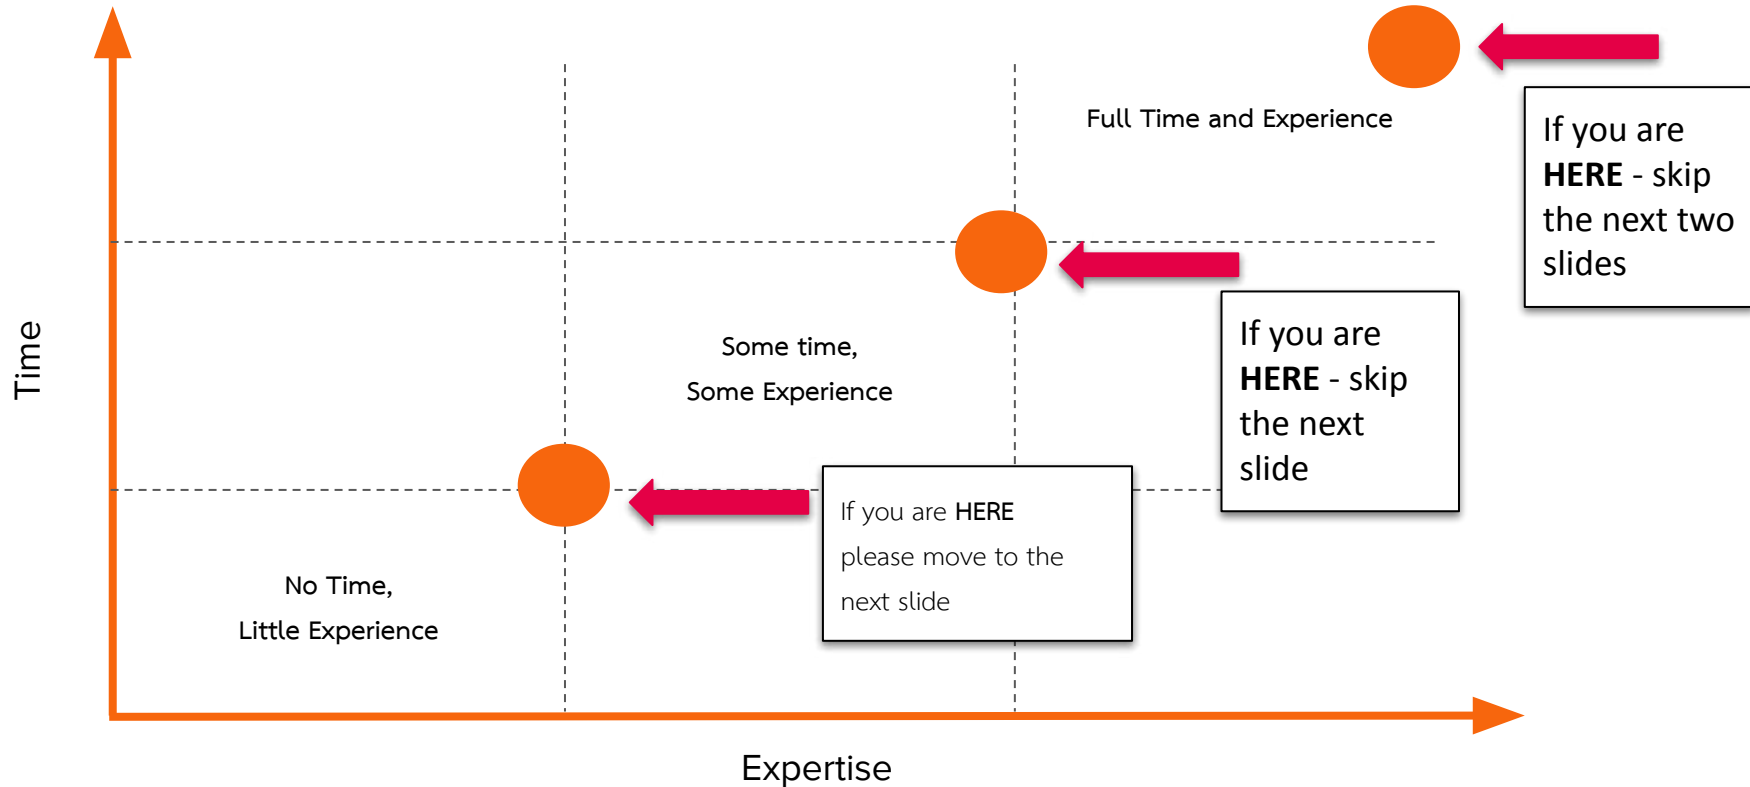 Full Time and Experience
If you are
HERE - skip
the next two
slides
Time
Some time,
Some Experience
If you are
HERE - skip
the next
slide
If you are HERE
please move to the
next slide
No Time,
Little Experience
Expertise